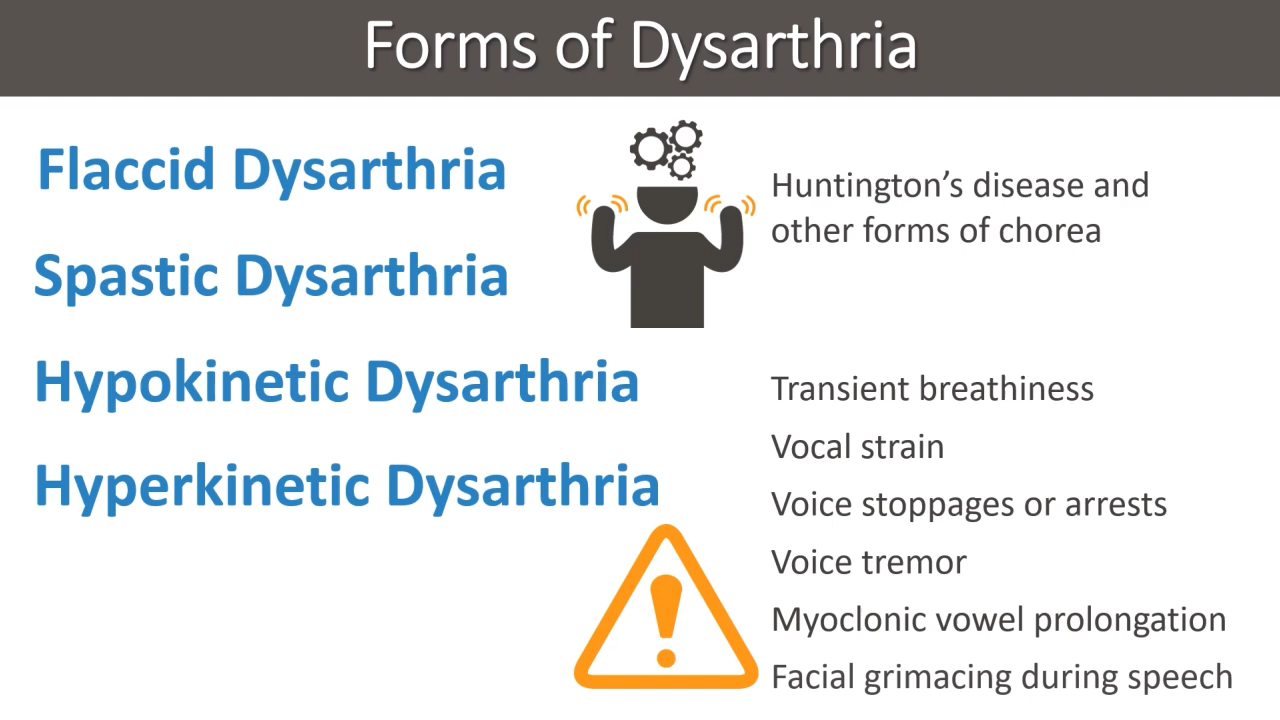 Forms of Dysarthria
Flaccid Dysarthria
Spastic Dysarthria
Hypokinetic Dysarthria
Hyperkinetic Dysarthria
Huntington’s disease and
other forms of chorea
Transient breathiness
Vocal strain
Voice stoppages or arrests
Voice tremor
Myoclonic vowel prolongation
Facial grimacing during speech